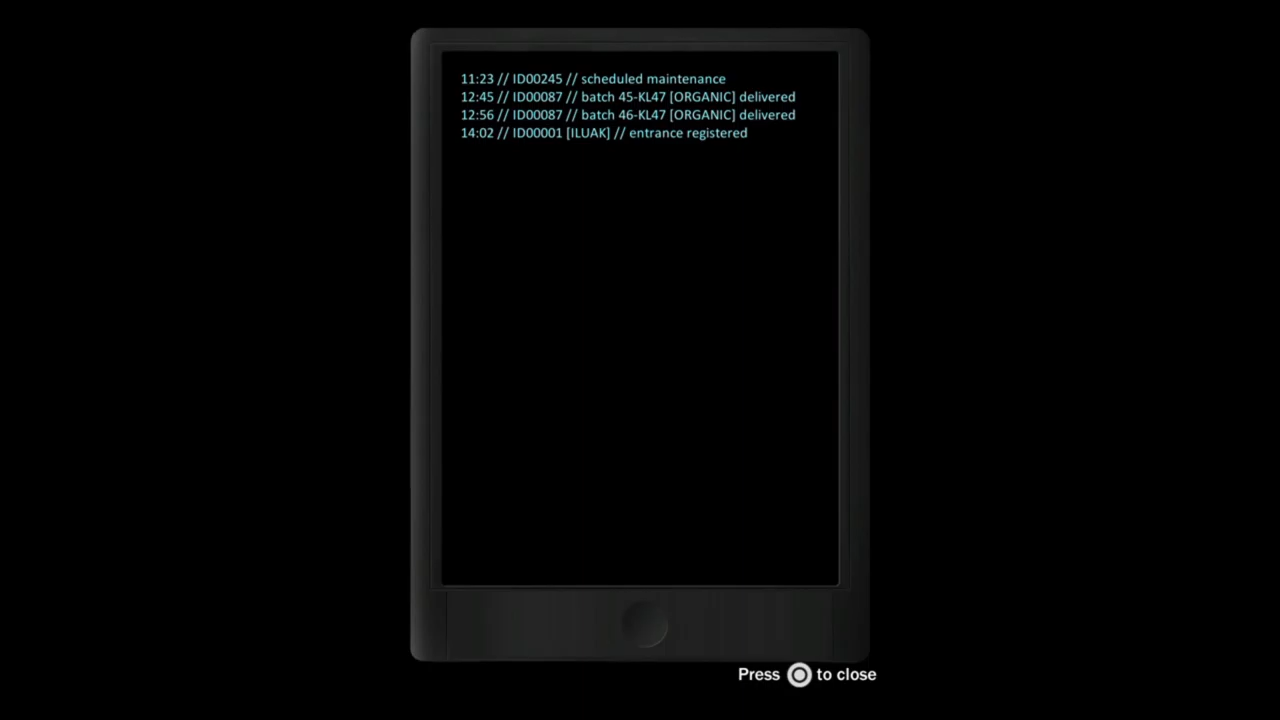 11:23 // ID00245 // scheduled maintenance
12:45 // ID00087 // batch 45-KL47 [ORGANIC] delivered
12:56 // ID00087 // batch 46-KL47 [ORGANIC] delivered
14:02 // ID00001 [ILUAK] // entrance registered
Press to close